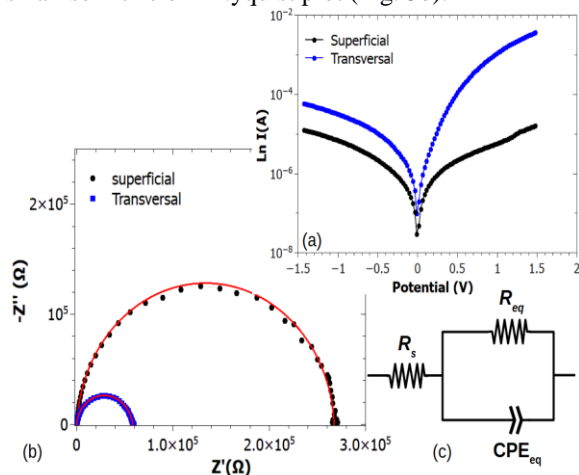 Superficial
Transversal
Ln I(A)
10⁻²
10⁻⁴
10⁻⁶
10⁻⁸
−1.5 −1 −0.5 0 0.5 1 1.5 2
Potential (V)
(a)
superficial
Transversal
-Z'' (Ω)
2×10⁵
10⁵
0
0 1.0×10⁵ 2.0×10⁵ 3.0×10⁵
Z'(Ω)
(b)
R_eq
R_s
CPE_eq
(c)